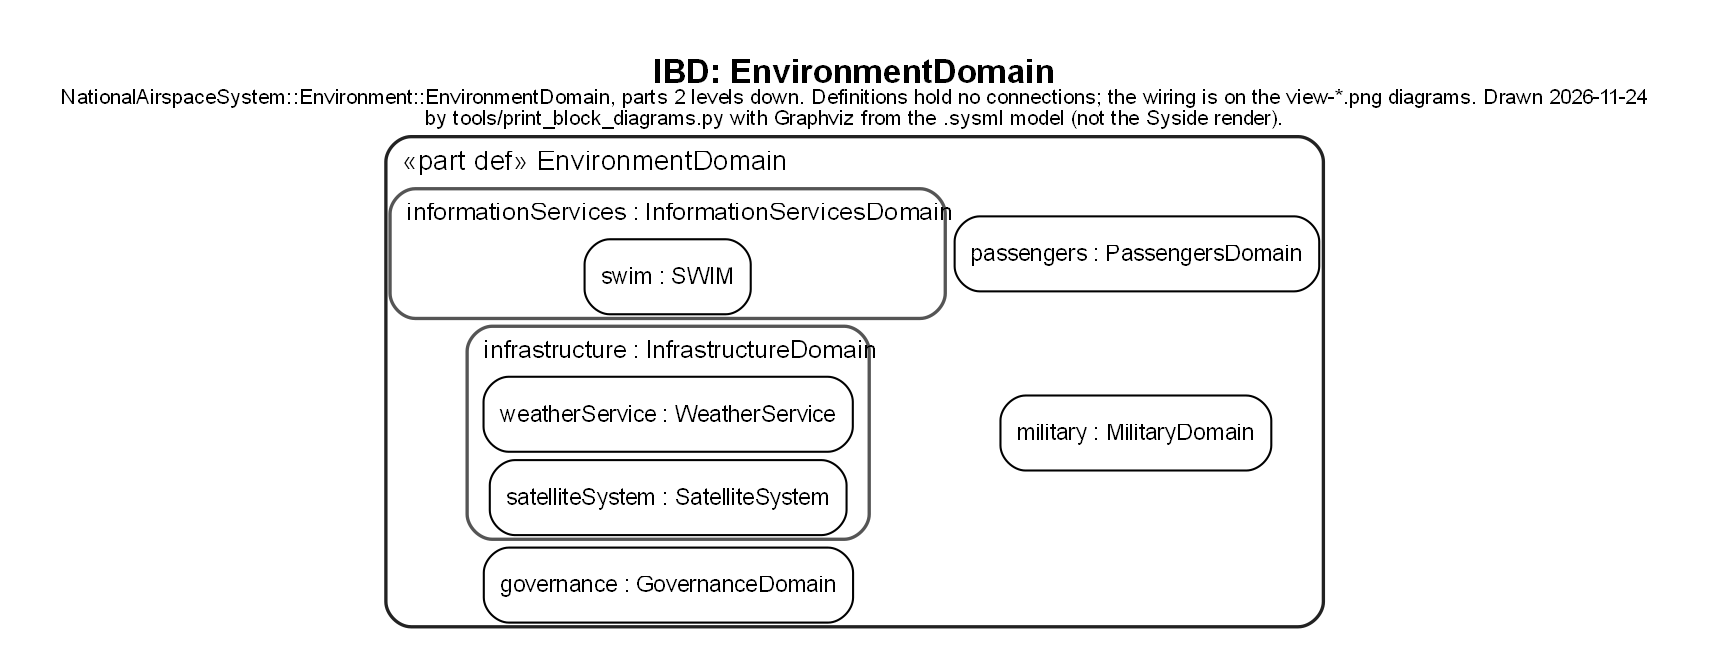 IBD: EnvironmentDomain
NationalAirspaceSystem::Environment::EnvironmentDomain, parts 2 levels down. Definitions hold no connections; the wiring is on the view-*.png diagrams. Drawn 2026-11-24
by tools/print_block_diagrams.py with Graphviz from the .sysml model (not the Syside render).
«part def» EnvironmentDomain
informationServices : InformationServicesDomain
swim : SWIM
passengers : PassengersDomain
infrastructure : InfrastructureDomain
weatherService : WeatherService
military : MilitaryDomain
satelliteSystem : SatelliteSystem
governance : GovernanceDomain